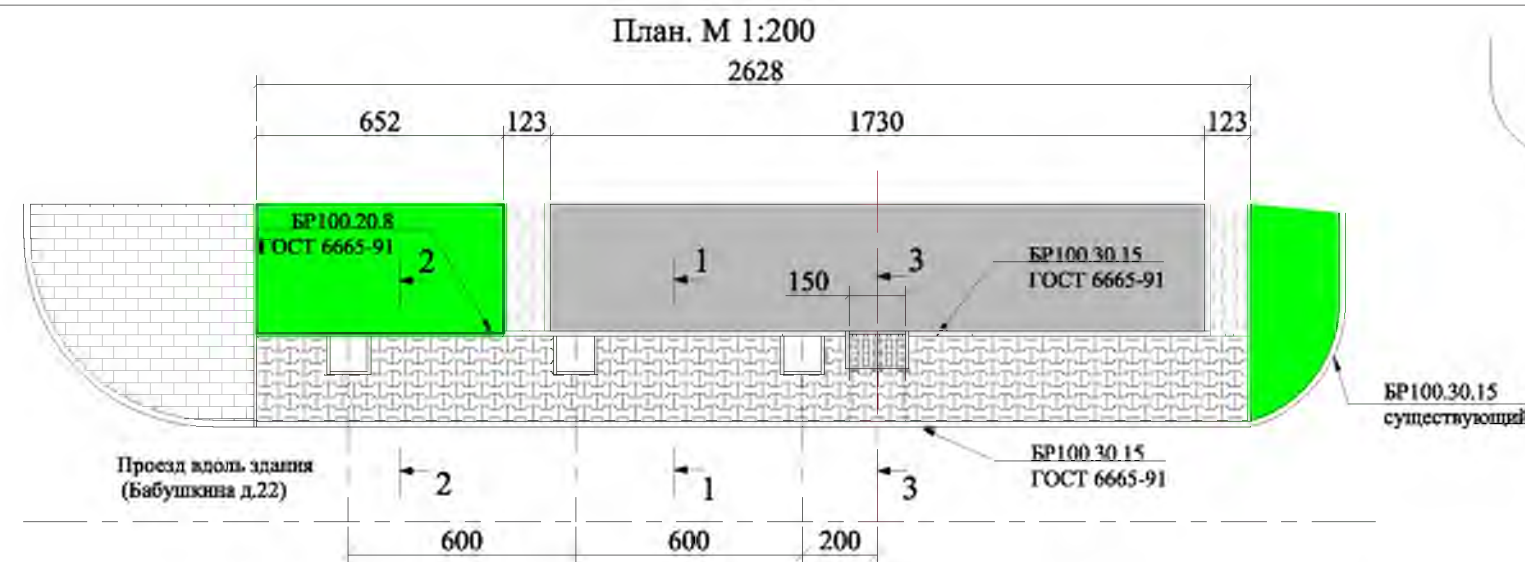 План. М 1:200
2628
652 123 1730 123
БР100.20.8
ГОСТ 6665-91
2 1 3
150
БР100.30.15
ГОСТ 6665-91
БР100.30.15
существующий
БР100.30.15
ГОСТ 6665-91
Проезд вдоль здания
(Бабушкина д.22)
2 1 3
600 600 200